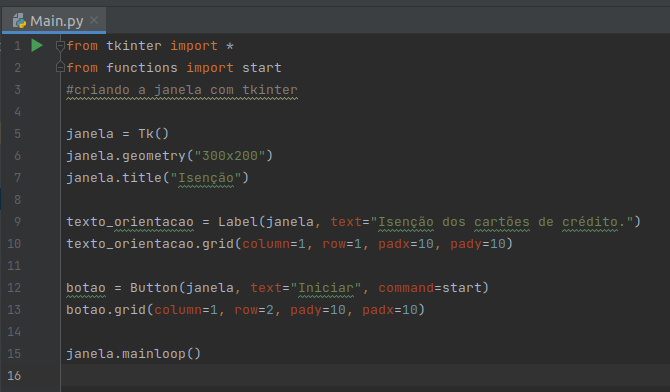 Main.py
1 from tkinter import *
2 from functions import start
3 #criando a janela com tkinter
4
5 janela = Tk()
6 janela.geometry("300x200")
7 janela.title("Isenção")
8
9 texto_orientacao = Label(janela, text="Isenção dos cartões de crédito.")
10 texto_orientacao.grid(column=1, row=1, padx=10, pady=10)
11
12 botao = Button(janela, text="Iniciar", command=start)
13 botao.grid(column=1, row=2, pady=10, padx=10)
14
15 janela.mainloop()
16